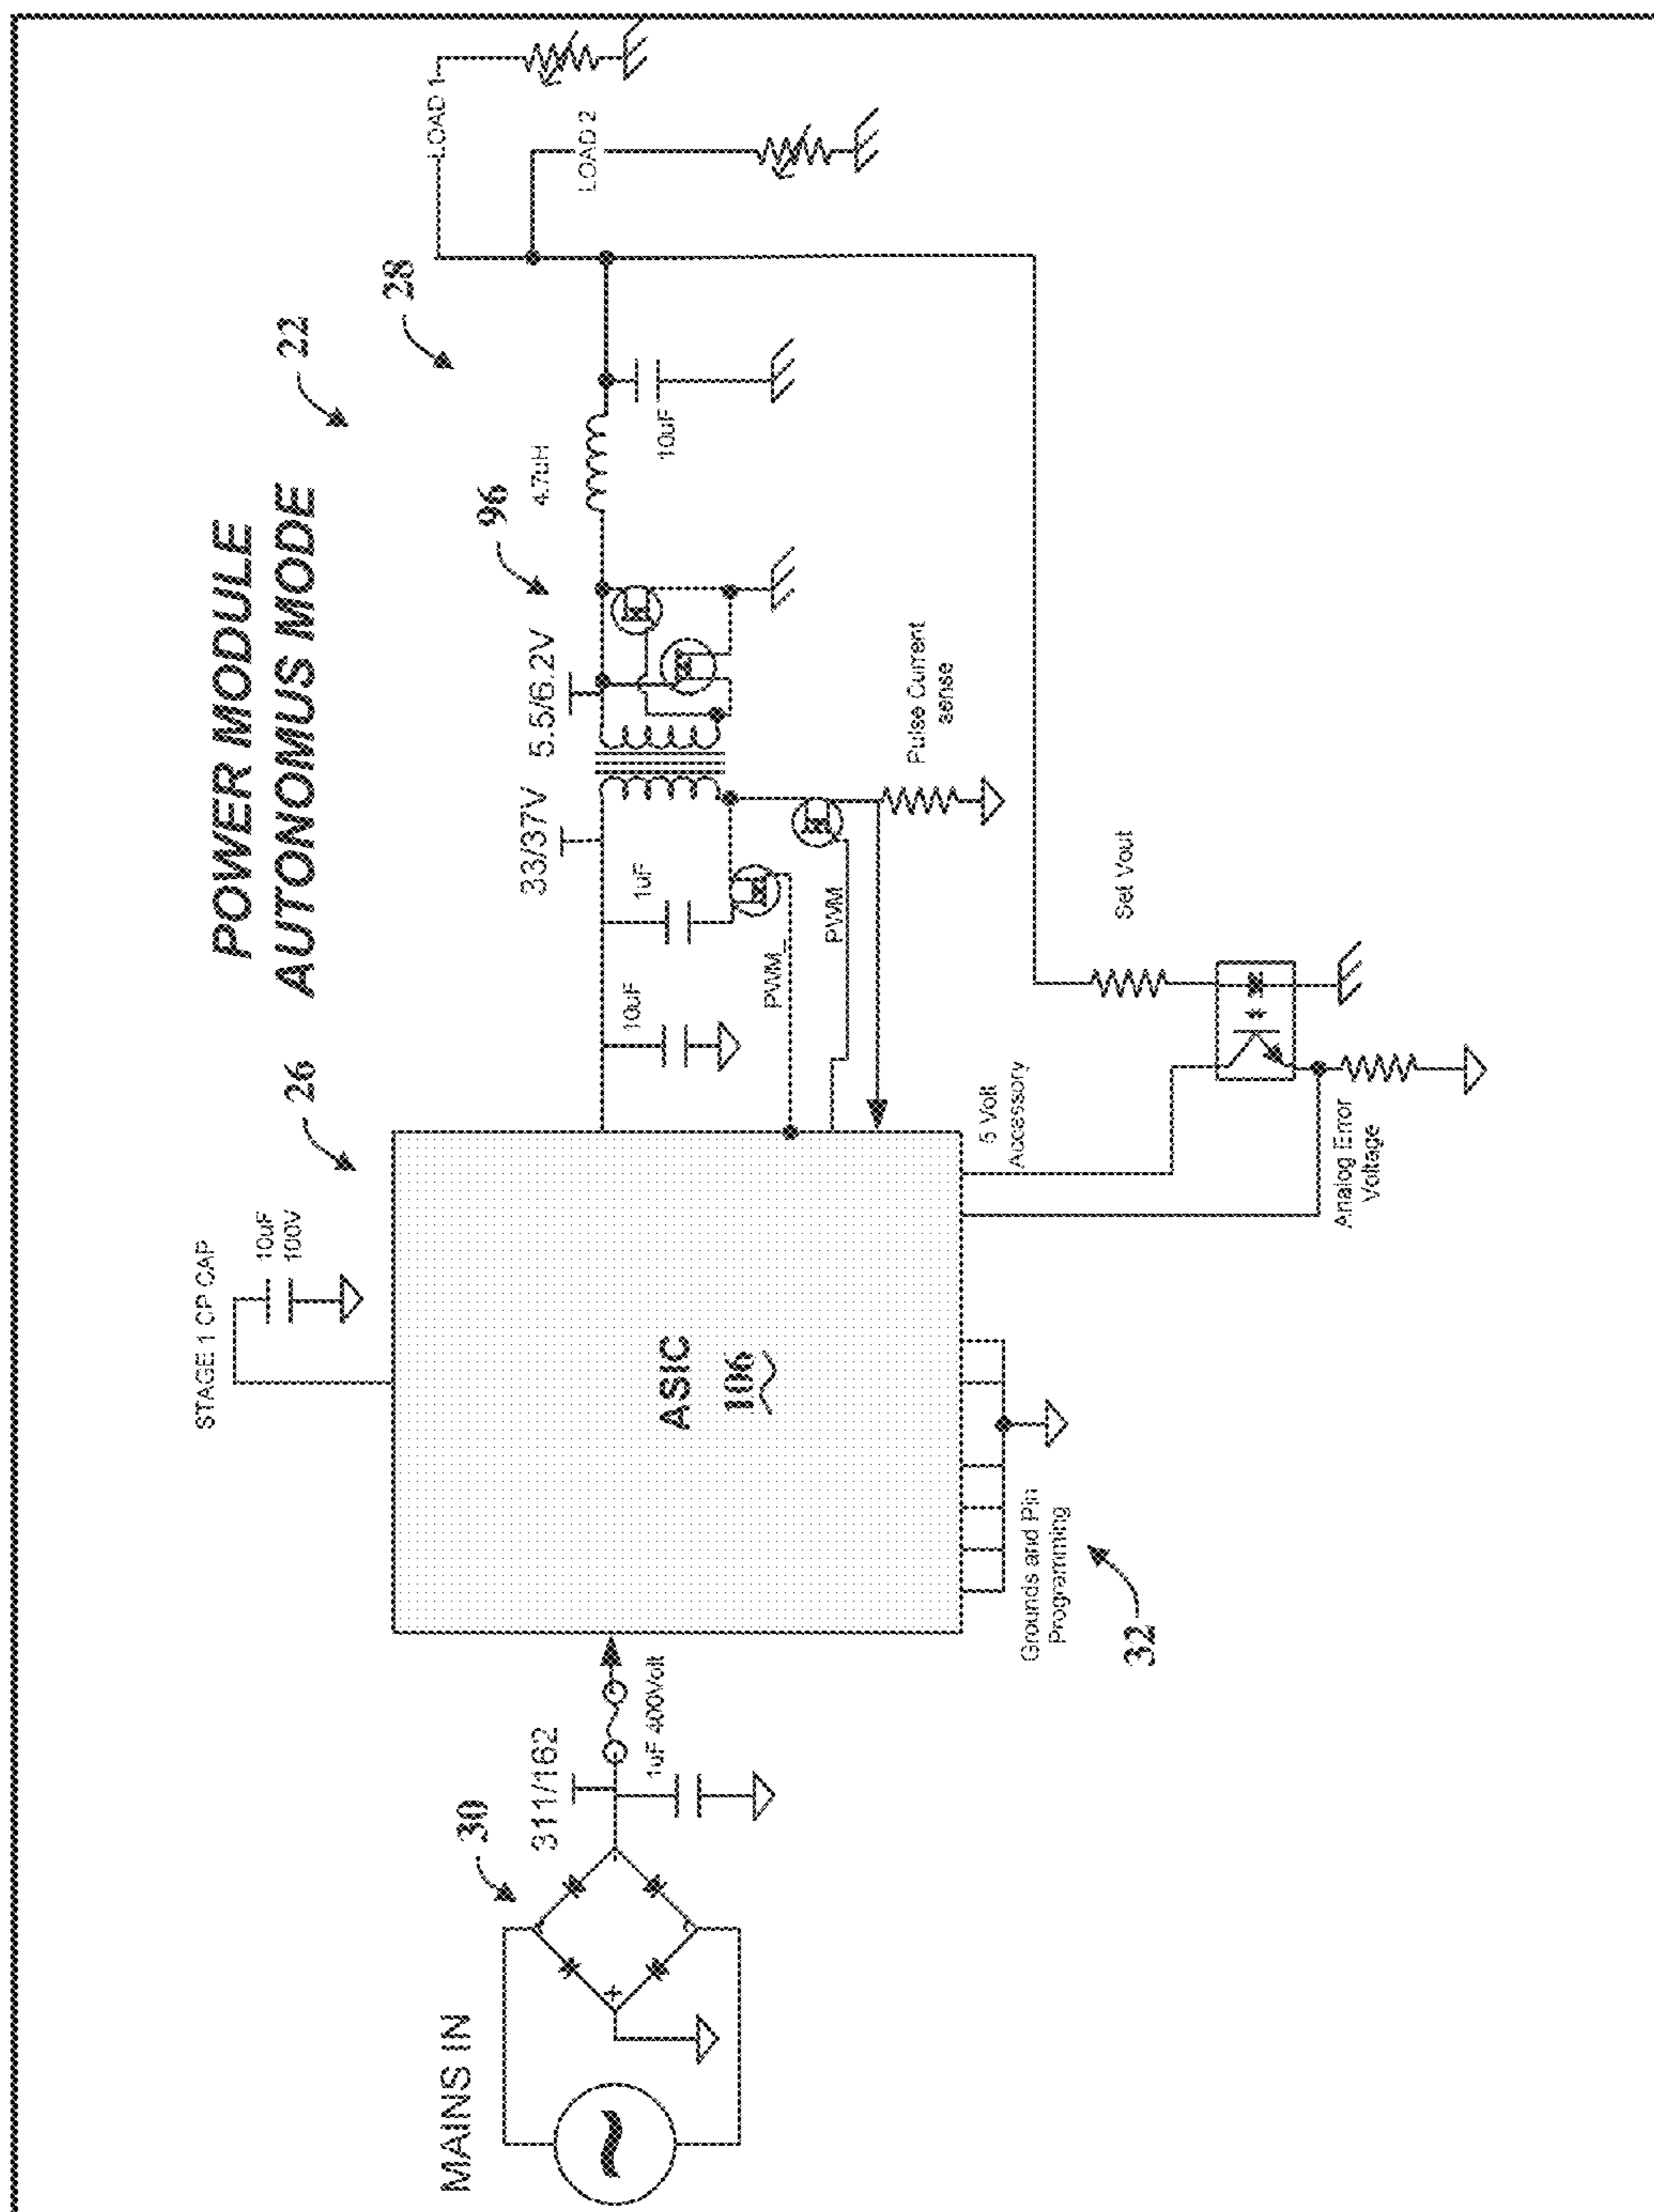 POWER MODULE
AUTONOMUS MODE
22
26
28
96
30
32
MAINS IN
311/162
1uF 400Volt
STAGE 1 CP CAP
10uF
100V
ASIC
106
Grounds and Pin
Programming
10uF
1uF
33/37V
5.5/6.2V
4.7uH
10uF
LOAD 1
LOAD 2
PWM_
PWM
Pulse Current
sense
5 Volt
Accessory
Analog Error
Voltage
Set Vout
+
-